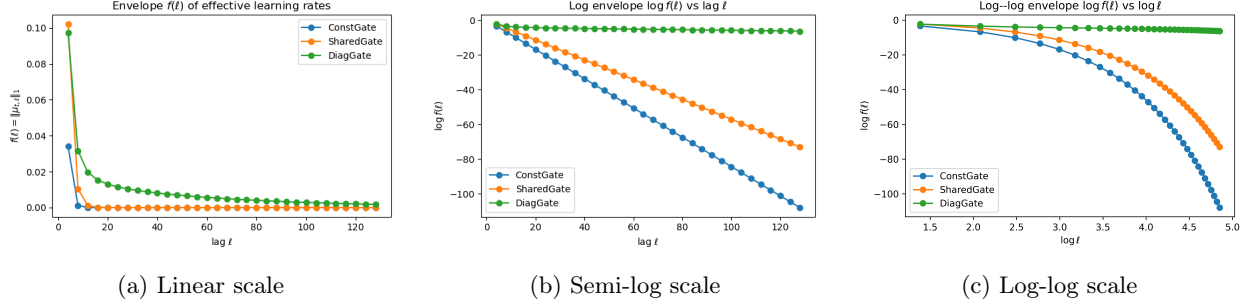 Envelope f(ℓ) of effective learning rates
f(ℓ) = ‖μ_{t,ℓ}‖₁
0.10
0.08
0.06
0.04
0.02
0.00
0 20 40 60 80 100 120
lag ℓ
ConstGate
SharedGate
DiagGate
(a) Linear scale
Log envelope log f(ℓ) vs lag ℓ
log f(ℓ)
0
−20
−40
−60
−80
−100
0 20 40 60 80 100 120
lag ℓ
ConstGate
SharedGate
DiagGate
(b) Semi-log scale
Log--log envelope log f(ℓ) vs log ℓ
log f(ℓ)
0
−20
−40
−60
−80
−100
1.5 2.0 2.5 3.0 3.5 4.0 4.5 5.0
log ℓ
ConstGate
SharedGate
DiagGate
(c) Log-log scale